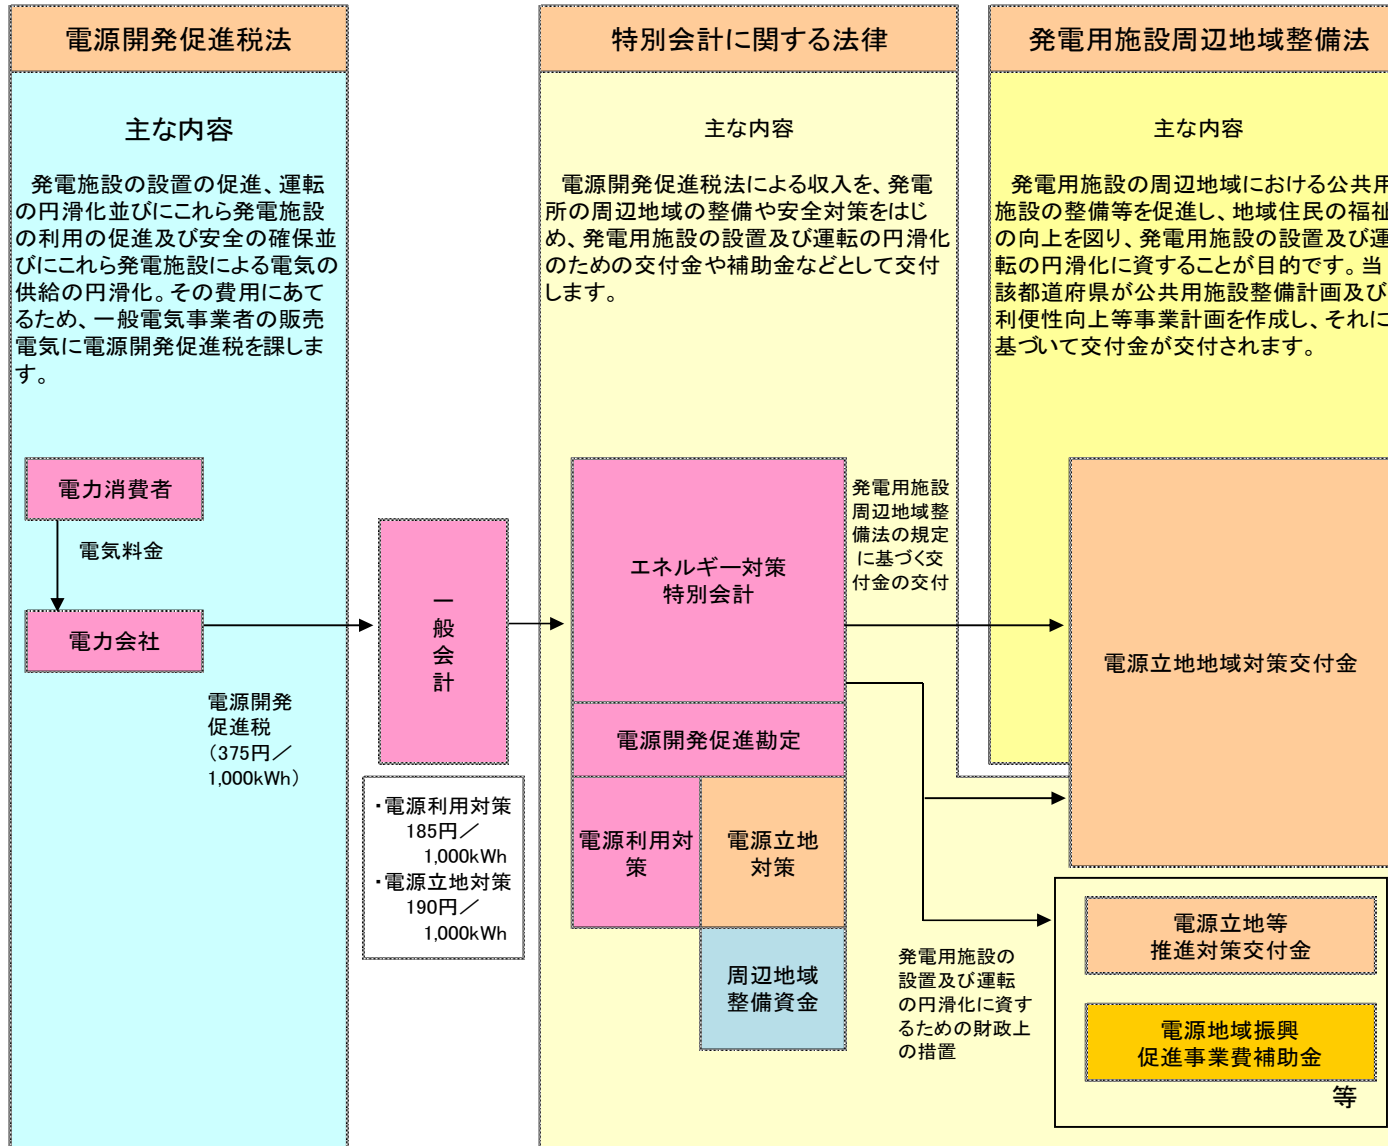 電源開発促進税法
主な内容
発電施設の設置の促進、運転
の円滑化並びにこれら発電施設
の利用の促進及び安全の確保並
びにこれら発電施設による電気の
供給の円滑化。その費用にあて
るため、一般電気事業者の販売
電気に電源開発促進税を課しま
す。
電力消費者
電気料金
電力会社
電源開発
促進税
（375円／
1,000kWh）
一
般
会
計
・電源利用対策
185円／
1,000kWh
・電源立地対策
190円／
1,000kWh
特別会計に関する法律
主な内容
電源開発促進税法による収入を、発電
所の周辺地域の整備や安全対策をはじ
め、発電用施設の設置及び運転の円滑化
のための交付金や補助金などとして交付
します。
エネルギー対策
特別会計
電源開発促進勘定
電源利用対
策
電源立地
対策
周辺地域
整備資金
発電用施設
周辺地域整
備法の規定
に基づく交
付金の交付
発電用施設の
設置及び運転
の円滑化に資す
るための財政上
の措置
発電用施設周辺地域整備法
主な内容
発電用施設の周辺地域における公共用
施設の整備等を促進し、地域住民の福祉
の向上を図り、発電用施設の設置及び運
転の円滑化に資することが目的です。当
該都道府県が公共用施設整備計画及び
利便性向上等事業計画を作成し、それに
基づいて交付金が交付されます。
電源立地地域対策交付金
電源立地等
推進対策交付金
電源地域振興
促進事業費補助金
等